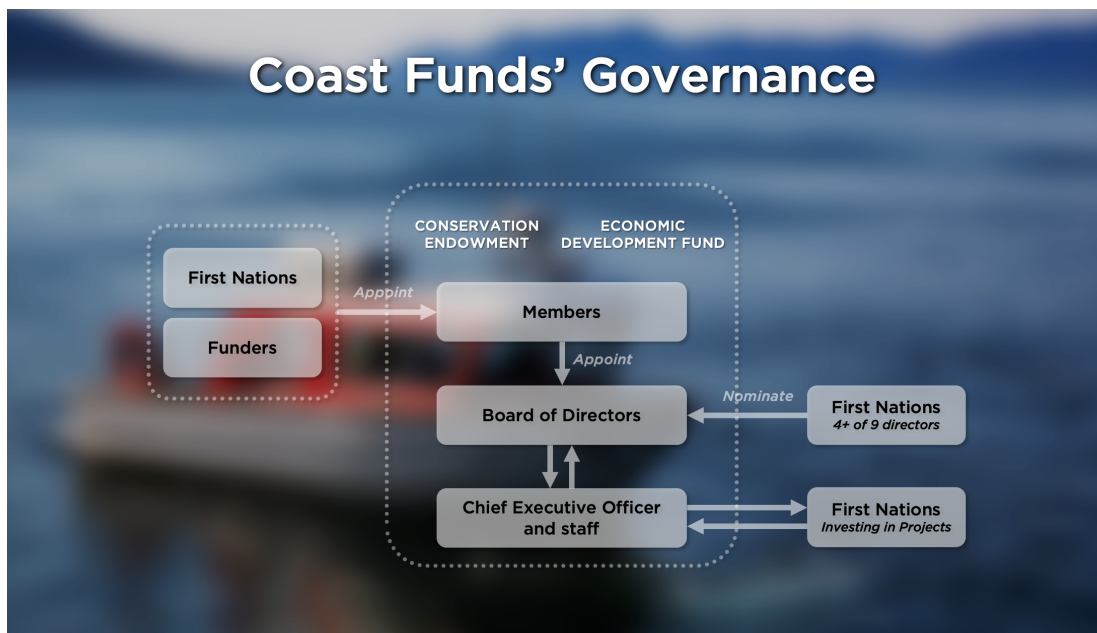 Coast Funds’ Governance
CONSERVATION
ENDOWMENT
ECONOMIC
DEVELOPMENT FUND
First Nations
Funders
Appoint
Members
Appoint
Board of Directors
Nominate
First Nations
4+ of 9 directors
Chief Executive Officer
and staff
First Nations
Investing in Projects